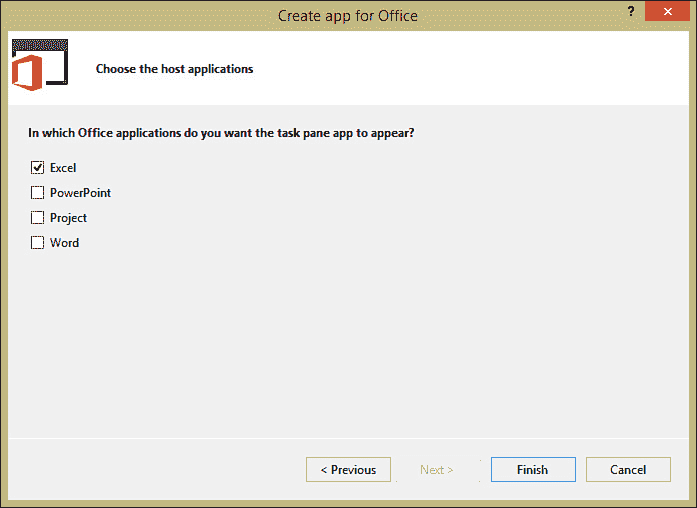 Create app for Office
?
Choose the host applications
In which Office applications do you want the task pane app to appear?
Excel
PowerPoint
Project
Word
< Previous Next > Finish Cancel